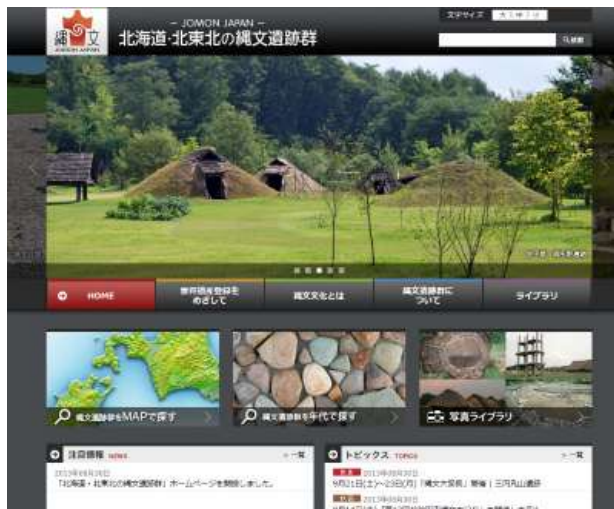 縄文
JOMON JAPAN
－ JOMON JAPAN －
北海道・北東北の縄文遺跡群
文字サイズ
検索
HOME
世界遺産登録を
めざして
縄文文化とは
縄文遺跡群に
ついて
ライブラリ
縄文遺跡群をMAPで探す
縄文遺跡群を年代で探す
写真ライブラリ
注目情報 NEWS
一覧
2013年08月30日
「北海道・北東北の縄文遺跡群」ホームページを開設しました。
トピックス TOPICS
一覧
2013年08月30日
9月21日(土)～23日(月)「縄文大祭典」開催｜三内丸山遺跡
2013年08月30日